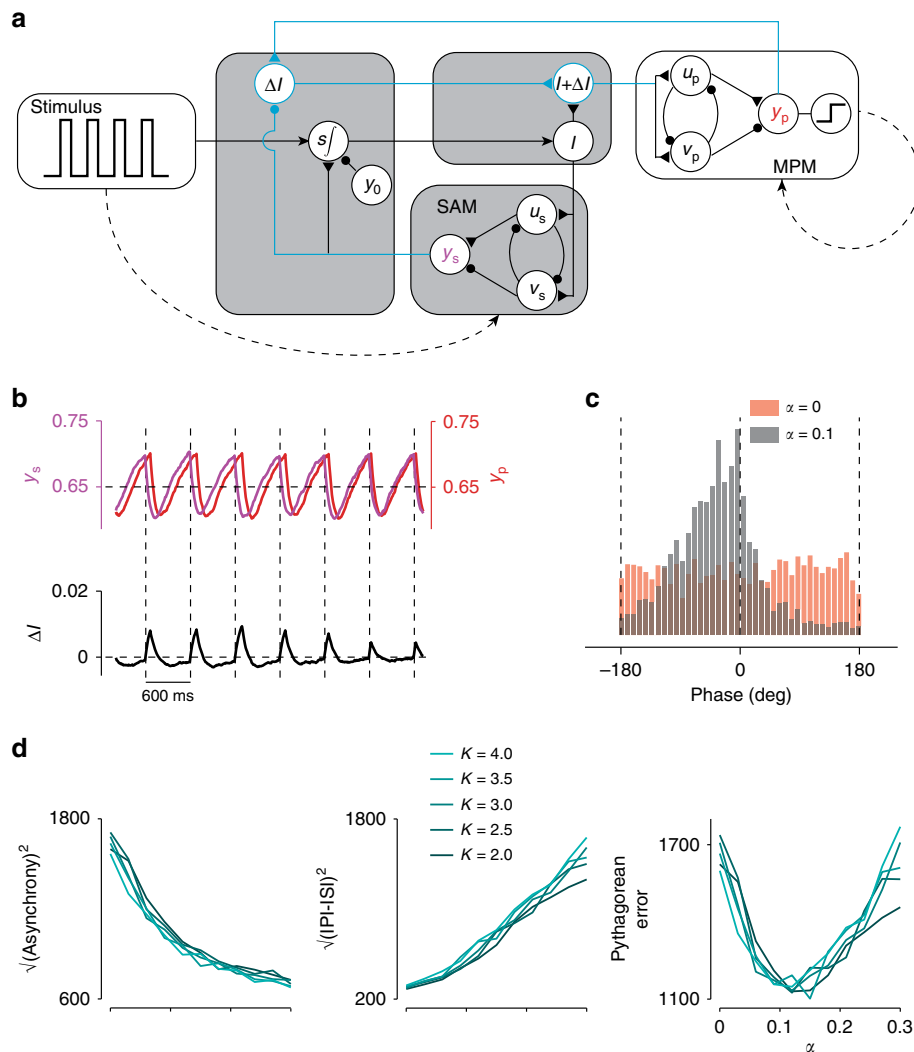 a
Stimulus
ΔI
I+ΔI
s∫
I
y0
up
vp
yp
MPM
SAM
us
vs
ys
b
0.75
0.75
ys
0.65
0.65
yp
0.02
ΔI
0
600 ms
c
α = 0
α = 0.1
−180
0
180
Phase (deg)
d
K = 4.0
K = 3.5
K = 3.0
K = 2.5
K = 2.0
1800
√(Asynchrony)²
600
1800
√(IPI-ISI)²
200
1700
Pythagorean
error
1100
0
0.1
0.2
0.3
α